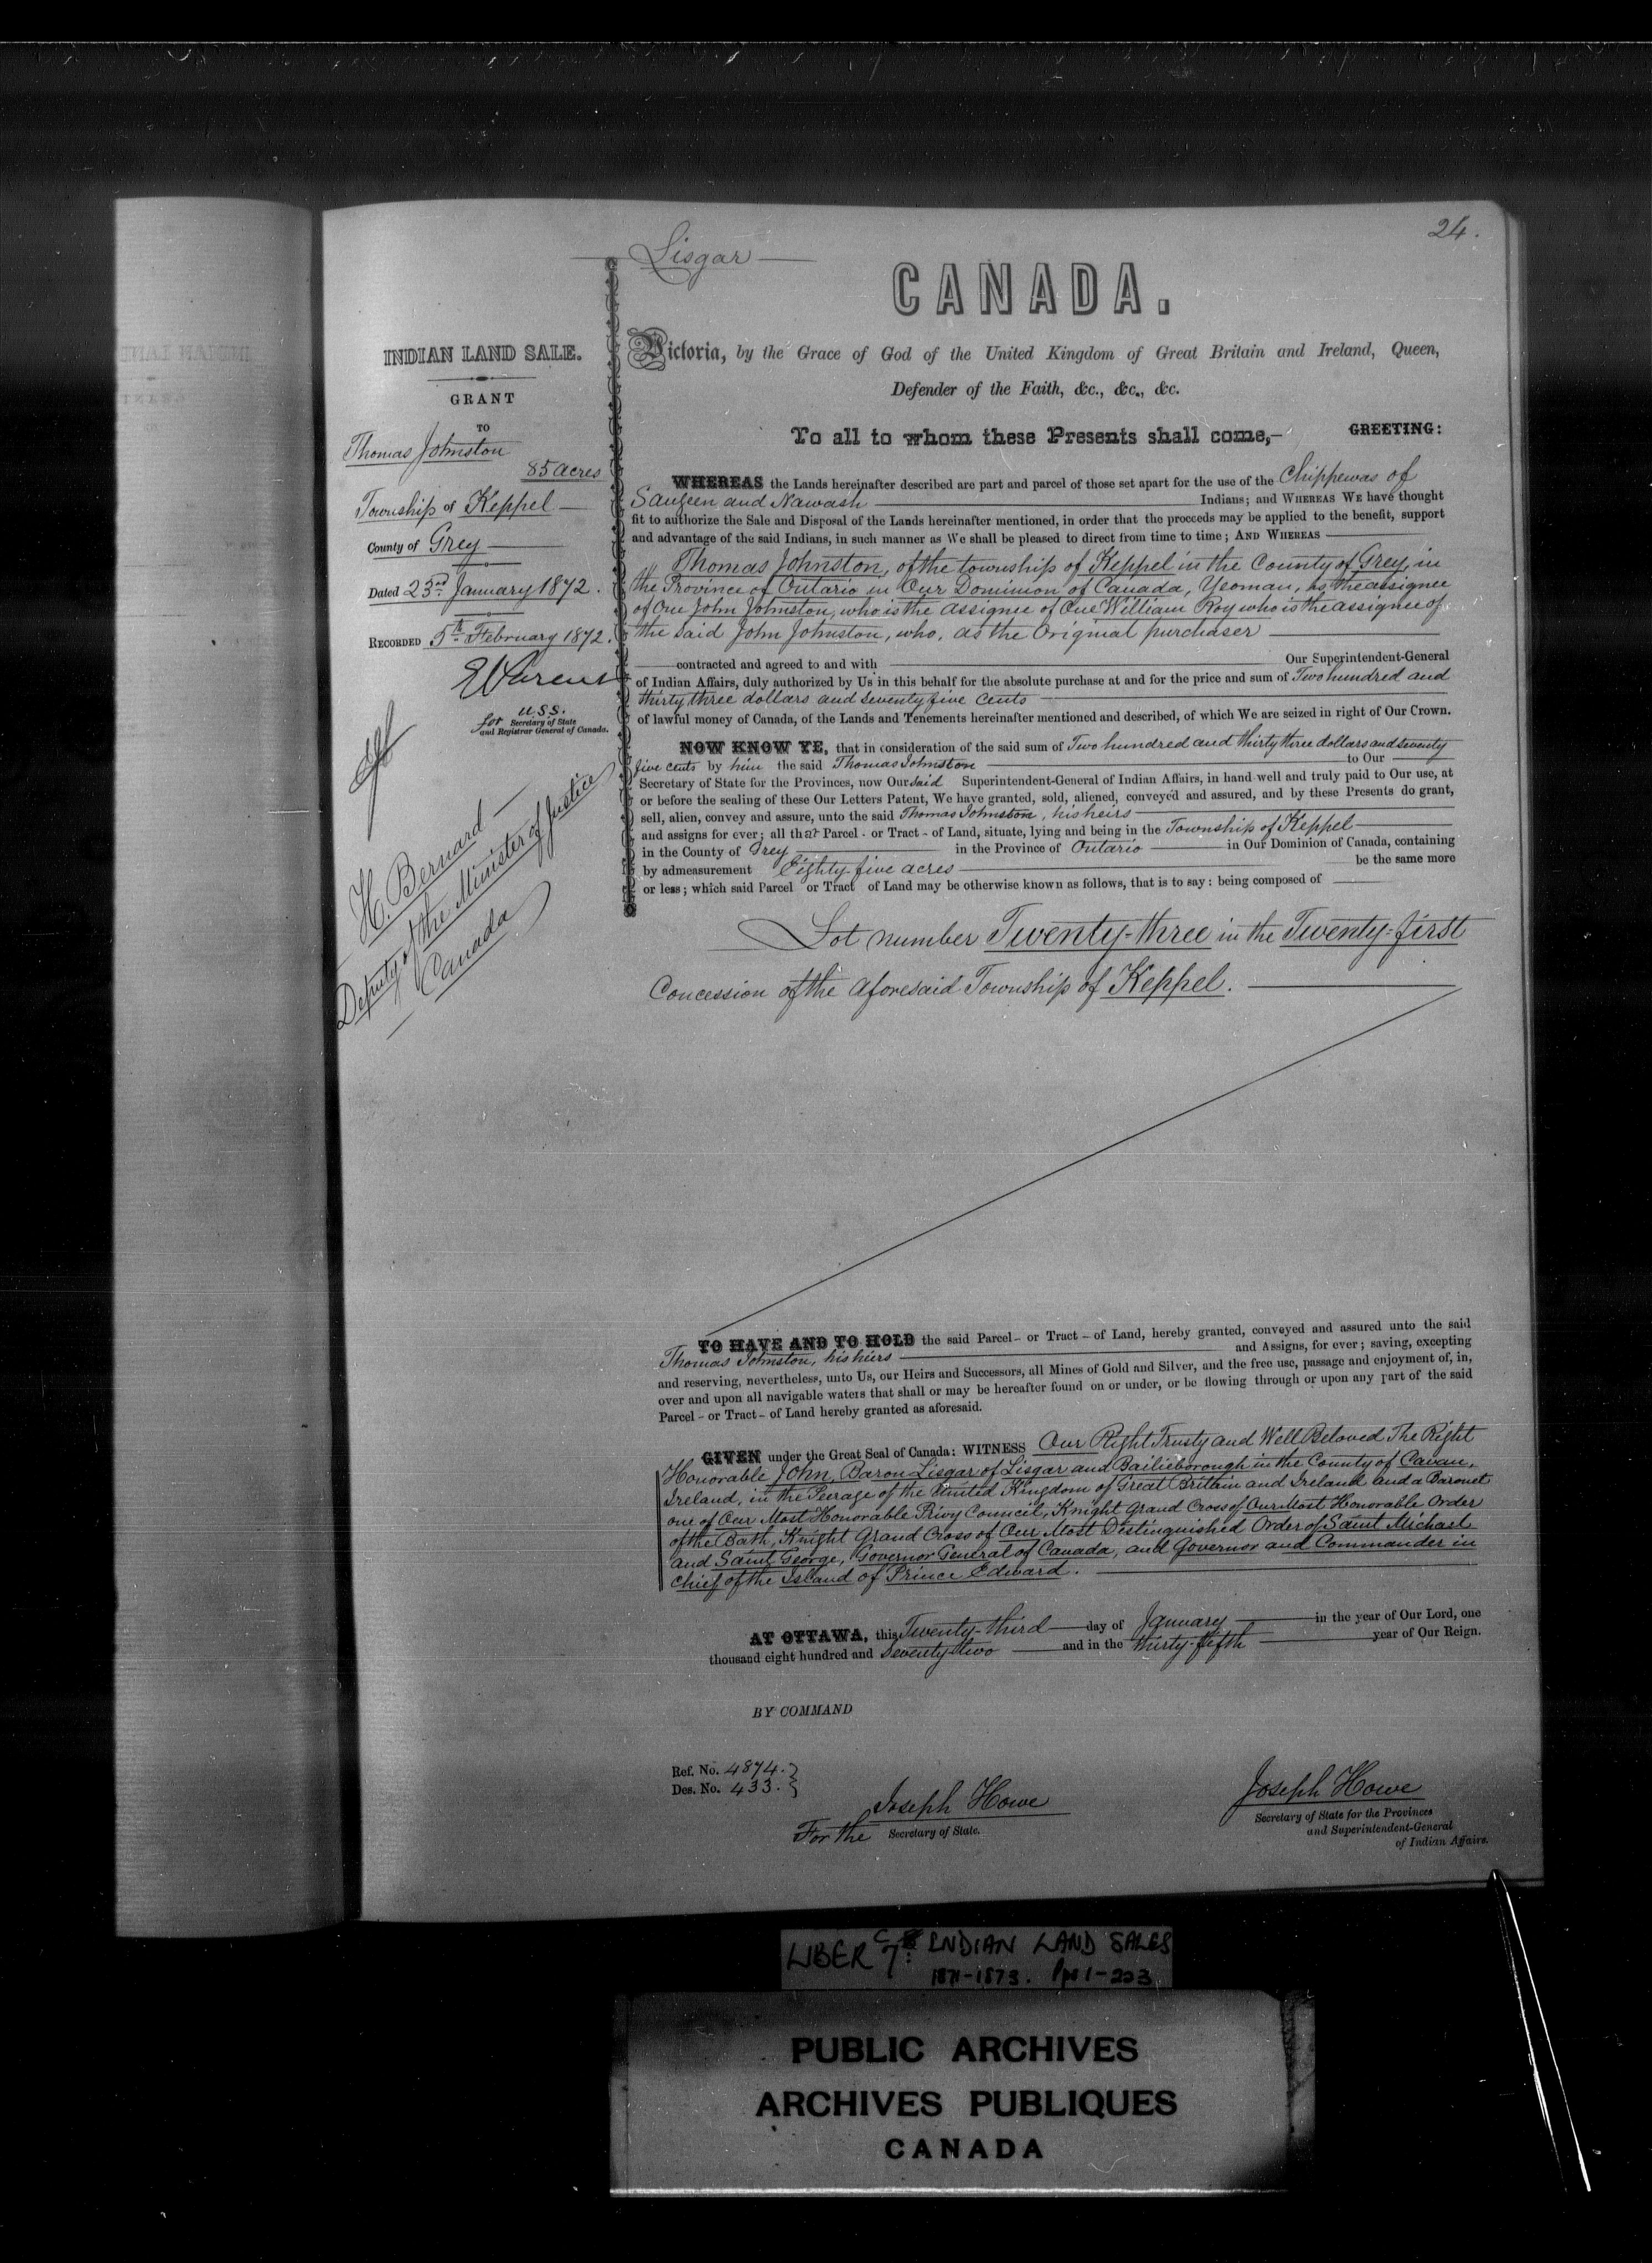 24.
Lisgar
CANADA.
INDIAN LAND SALE.
GRANT
TO
Thomas Johnston
85 acres
Township of Keppel
County of Grey
Dated 23rd January 1872.
RECORDED 5th February 1872.
U.S.S.
for Secretary of State
and Registrar General of Canada.
H. Bernard
Deputy of the Minister of Justice
Canada
Victoria, by the Grace of God of the United Kingdom of Great Britain and Ireland, Queen,
Defender of the Faith, &c., &c., &c.
To all to whom these Presents shall come,— GREETING:
WHEREAS the Lands hereinafter described are part and parcel of those set apart for the use of the Chippewas of
Saugeen and Nawash Indians; and WHEREAS WE have thought
fit to authorize the Sale and Disposal of the Lands hereinafter mentioned, in order that the proceeds may be applied to the benefit, support
and advantage of the said Indians, in such manner as We shall be pleased to direct from time to time; AND WHEREAS
Thomas Johnston, of the township of Keppel in the County of Grey, in
the Province of Ontario in Our Dominion of Canada, Yeoman, as the assignee
of One John Johnston, who is the assignee of One William Roy who is the assignee of
the said John Johnston, who, as the Original purchaser
contracted and agreed to and with Our Superintendent-General
of Indian Affairs, duly authorized by Us in this behalf for the absolute purchase at and for the price and sum of Two hundred and
thirty three dollars and seventy five cents
of lawful money of Canada, of the Lands and Tenements hereinafter mentioned and described, of which We are seized in right of Our Crown.
NOW KNOW YE, that in consideration of the said sum of Two hundred and thirty three dollars and seventy
five cents by him the said Thomas Johnston to Our
Secretary of State for the Provinces, now Our said Superintendent-General of Indian Affairs, in hand well and truly paid to Our use, at
or before the sealing of these Our Letters Patent, We have granted, sold, aliened, conveyed and assured, and by these Presents do grant,
sell, alien, convey and assure, unto the said Thomas Johnston, his heirs
and assigns for ever; all that Parcel - or Tract - of Land, situate, lying and being in the Township of Keppel
in the County of Grey in the Province of Ontario in Our Dominion of Canada, containing
by admeasurement Eighty-five acres be the same more
or less; which said Parcel or Tract of Land may be otherwise known as follows, that is to say: being composed of
Lot number Twenty-three in the Twenty-first
Concession of the aforesaid Township of Keppel.
TO HAVE AND TO HOLD the said Parcel - or Tract - of Land, hereby granted, conveyed and assured unto the said
Thomas Johnston, his heirs and Assigns, for ever; saving, excepting
and reserving, nevertheless, unto Us, our Heirs and Successors, all Mines of Gold and Silver, and the free use, passage and enjoyment of, in,
over and upon all navigable waters that shall or may be hereafter found on or under, or be flowing through or upon any part of the said
Parcel - or Tract - of Land hereby granted as aforesaid.
GIVEN under the Great Seal of Canada: WITNESS Our Right Trusty and Well Beloved The Right
Honorable John, Baron Lisgar of Lisgar and Bailieborough in the County of Cavan,
Ireland, in the Peerage of the United Kingdom of Great Britain and Ireland and a Baronet
one of Our Most Honorable Privy Council, Knight Grand Cross of Our Most Honorable Order
of the Bath, Knight Grand Cross of Our Most Distinguished Order of Saint Michael
and Saint George, Governor General of Canada, and Governor and Commander in
Chief of the Island of Prince Edward.
AT OTTAWA, this Twenty-third day of January in the year of Our Lord, one
thousand eight hundred and Seventy-two and in the thirty-fifth year of Our Reign.
BY COMMAND
Ref. No. 4874.
Des. No. 433.
Joseph Howe
For the Secretary of State.
Joseph Howe
Secretary of State for the Provinces
and Superintendent-General
of Indian Affairs.
LIBER 7: INDIAN LAND SALES
1871-1873. Pps 1-223
PUBLIC ARCHIVES
ARCHIVES PUBLIQUES
CANADA